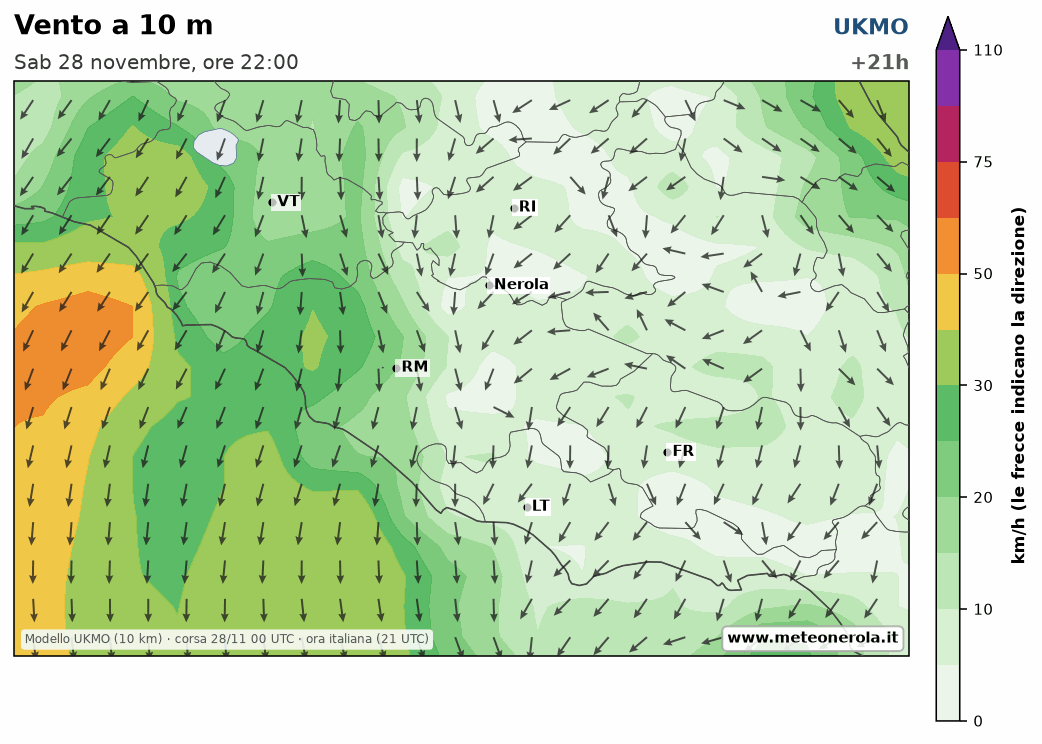 Vento a 10 m
UKMO
Sab 28 novembre, ore 22:00
+21h
VT
RI
Nerola
RM
FR
LT
Modello UKMO (10 km) · corsa 28/11 00 UTC · ora italiana (21 UTC)
www.meteonerola.it
110
75
50
30
20
10
0
km/h (le frecce indicano la direzione)